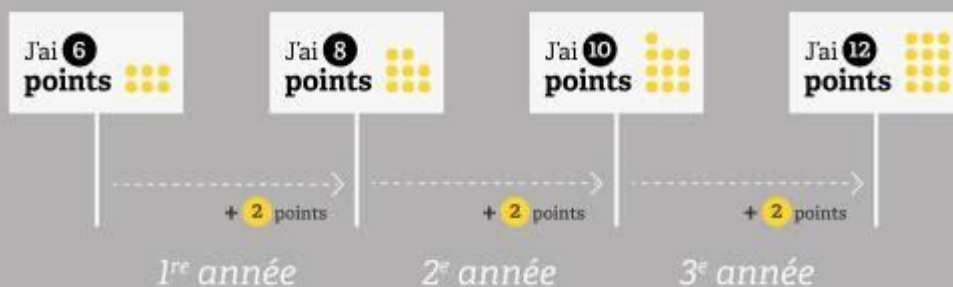 J'ai 6
points
J'ai 8
points
J'ai 10
points
J'ai 12
points
+ 2 points
+ 2 points
+ 2 points
1re année
2e année
3e année